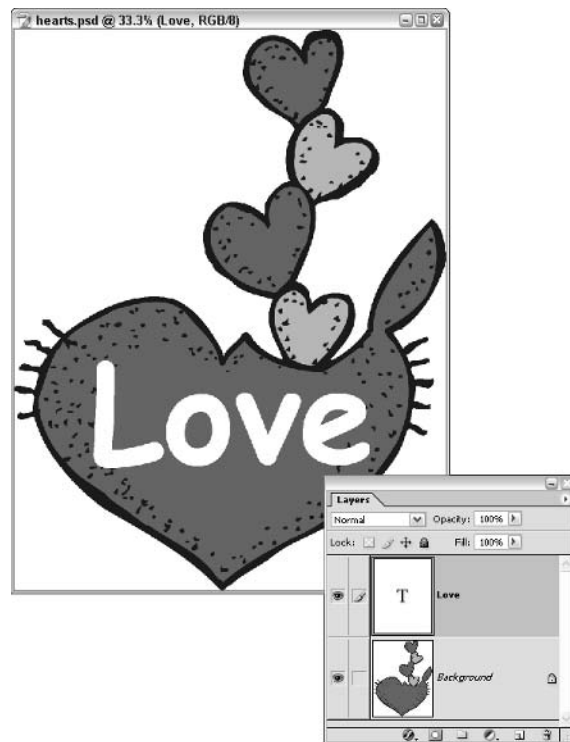 hearts.psd @ 33.3% (Love, RGB/8)
Love
Layers
Normal Opacity: 100%
Lock: Fill: 100%
T Love
Background